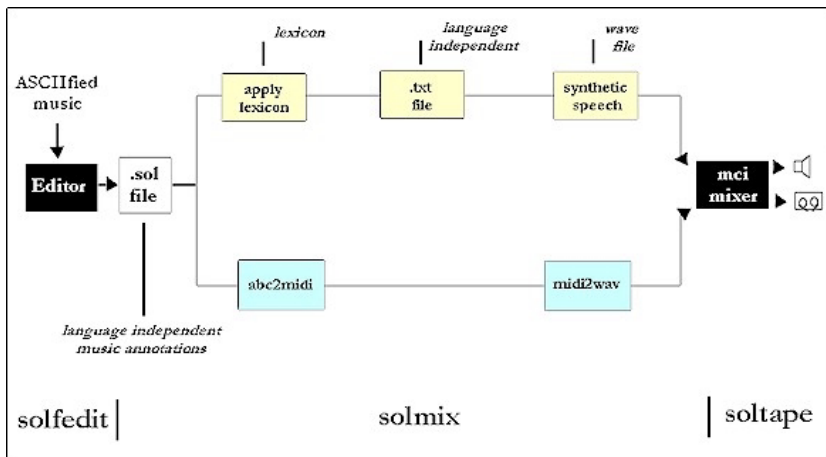 lexicon
language
independent
wave
file
ASCIIfied
music
apply
lexicon
.txt
file
synthetic
speech
Editor
.sol
file
mci
mixer
abc2midi
midi2wav
language independent
music annotations
solfedit
solmix
soltape